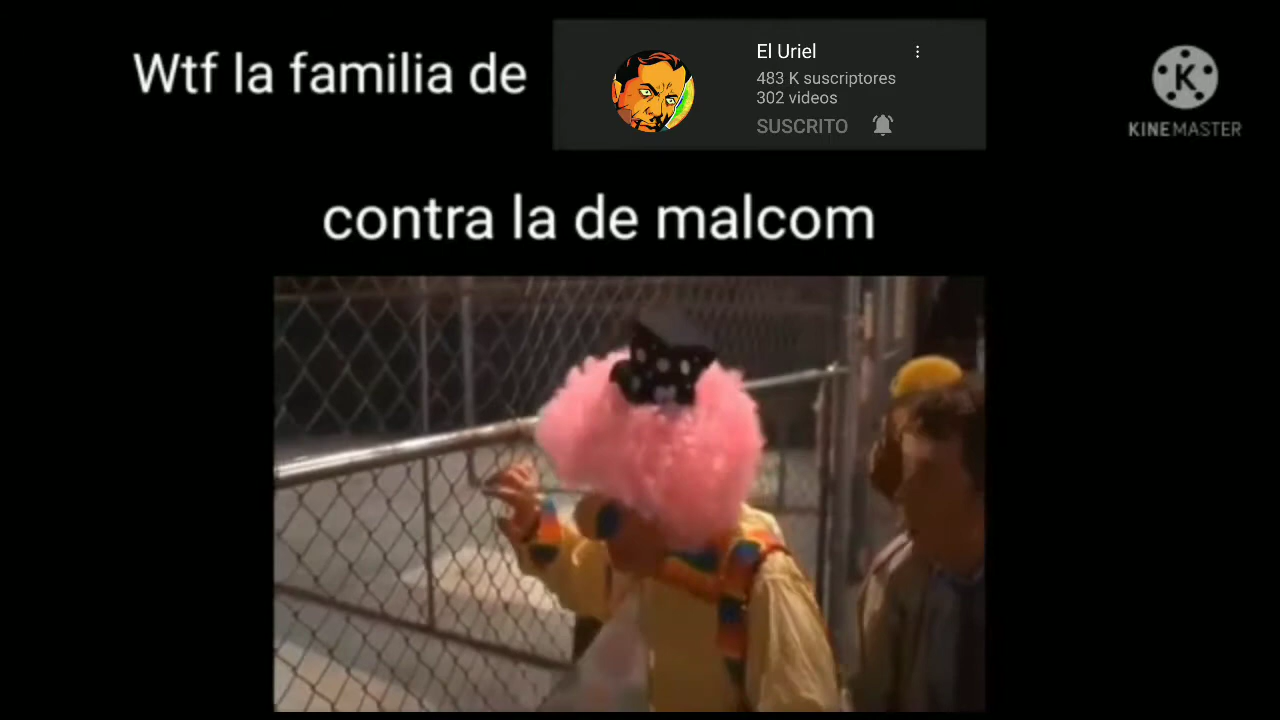 Wtf la familia de
El Uriel
483 K suscriptores
302 videos
SUSCRITO
contra la de malcom
K
KINEMASTER